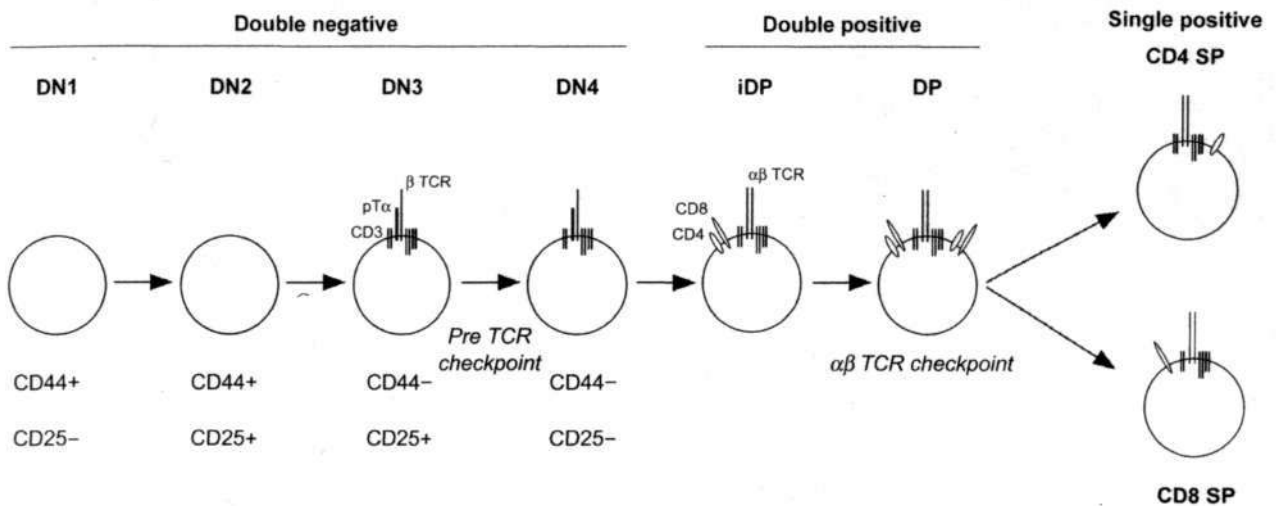 Double negative
Double positive
Single positive
CD4 SP
DN1
DN2
DN3
DN4
iDP
DP
β TCR
pTα
CD3
αβ TCR
CD8
CD4
Pre TCR
checkpoint
αβ TCR checkpoint
CD44+
CD44+
CD44–
CD44–
CD25–
CD25+
CD25+
CD25–
CD8 SP